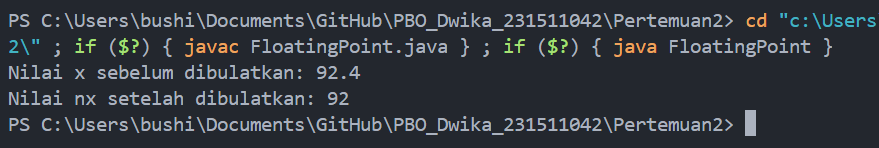 PS C:\Users\bushi\Documents\GitHub\PBO_Dwika_231511042\Pertemuan2> cd "c:\Users
2\" ; if ($?) { javac FloatingPoint.java } ; if ($?) { java FloatingPoint }
Nilai x sebelum dibulatkan: 92.4
Nilai nx setelah dibulatkan: 92
PS C:\Users\bushi\Documents\GitHub\PBO_Dwika_231511042\Pertemuan2>